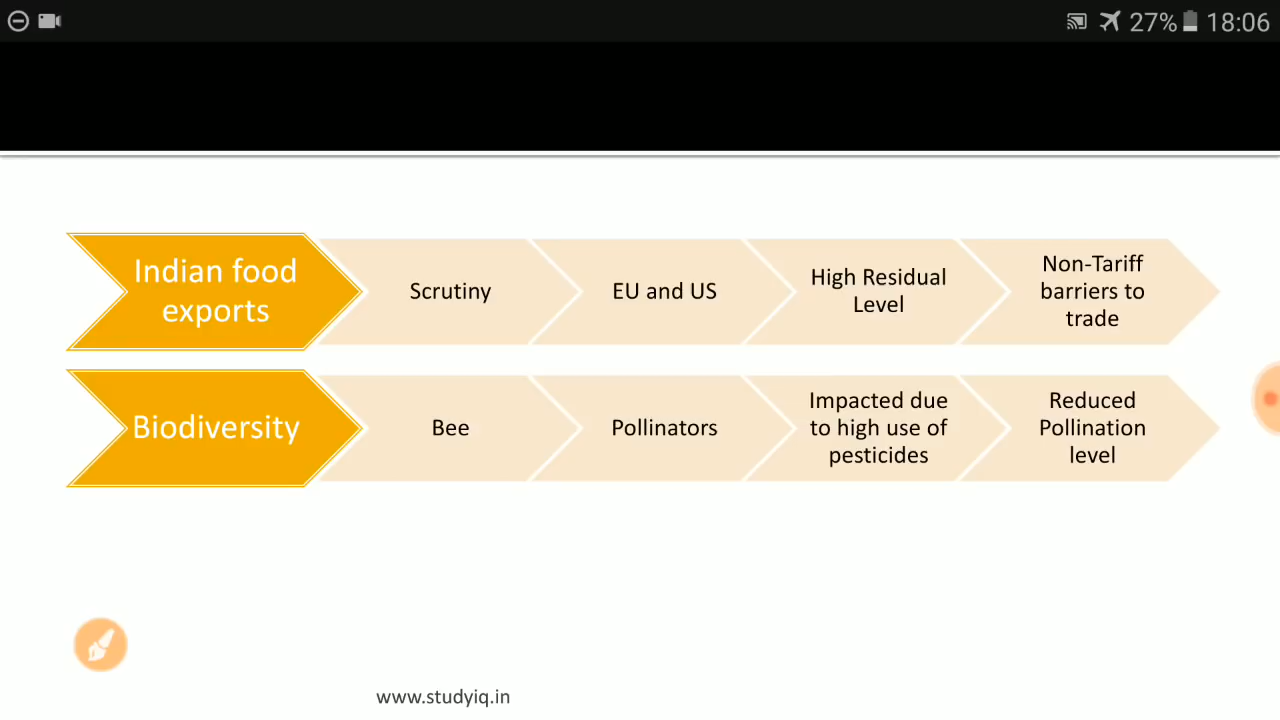 27% 18:06
Indian food
exports
Scrutiny
EU and US
High Residual
Level
Non-Tariff
barriers to
trade
Biodiversity
Bee
Pollinators
Impacted due
to high use of
pesticides
Reduced
Pollination
level
www.studyiq.in